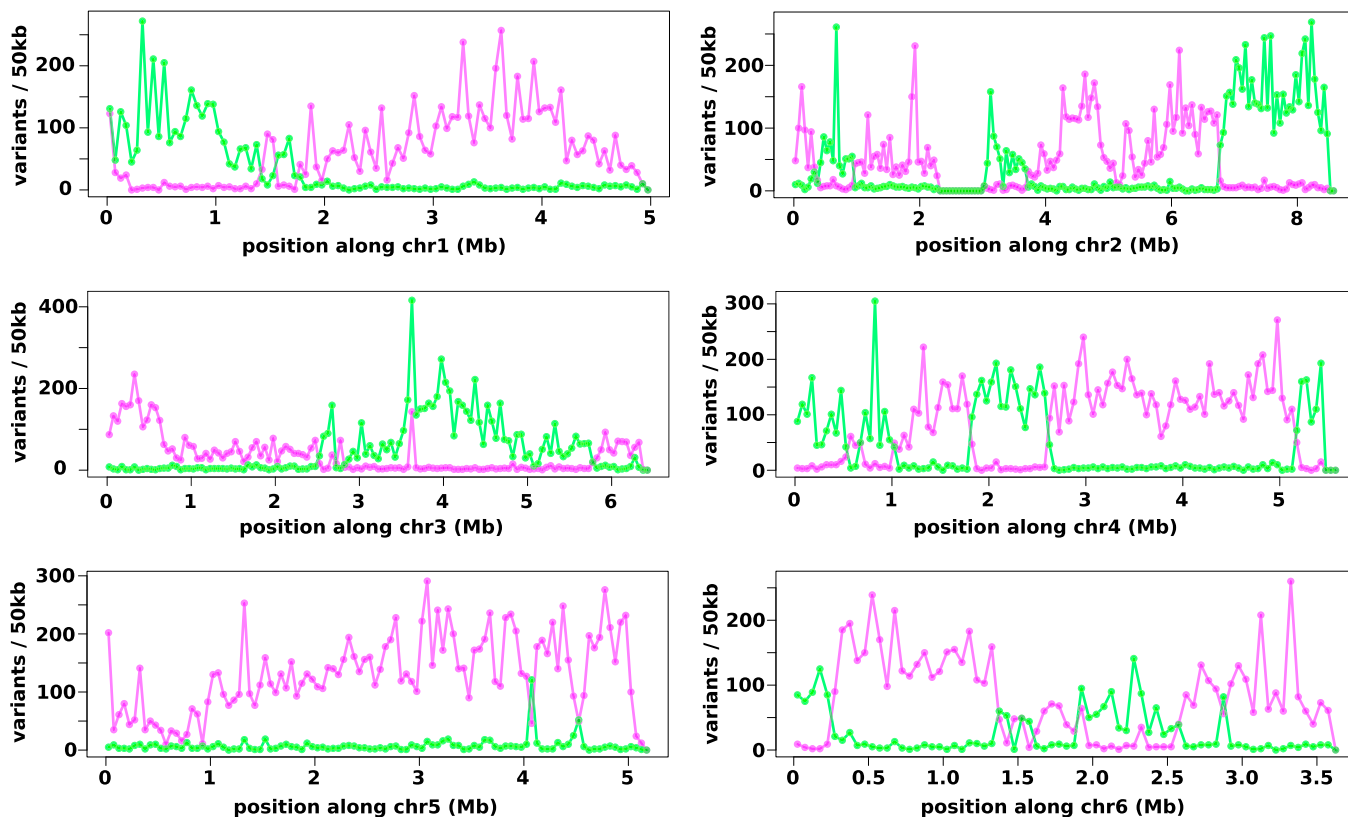 variants / 50kb
200
100
0
0 1 2 3 4 5
position along chr1 (Mb)
variants / 50kb
200
100
0
0 2 4 6 8
position along chr2 (Mb)
variants / 50kb
400
200
0
0 1 2 3 4 5 6
position along chr3 (Mb)
variants / 50kb
300
200
100
0
0 1 2 3 4 5
position along chr4 (Mb)
variants / 50kb
300
200
100
0
0 1 2 3 4 5
position along chr5 (Mb)
variants / 50kb
200
100
0
0 0.5 1.0 1.5 2.0 2.5 3.0 3.5
position along chr6 (Mb)